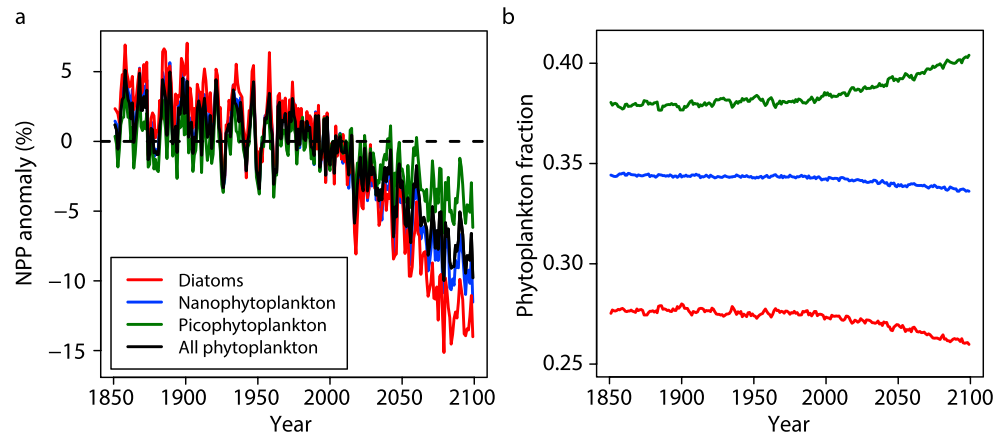 a
NPP anomaly (%)
5
0
−5
−10
−15
Diatoms
Nanophytoplankton
Picophytoplankton
All phytoplankton
1850 1900 1950 2000 2050 2100
Year
b
Phytoplankton fraction
0.40
0.35
0.30
0.25
1850 1900 1950 2000 2050 2100
Year